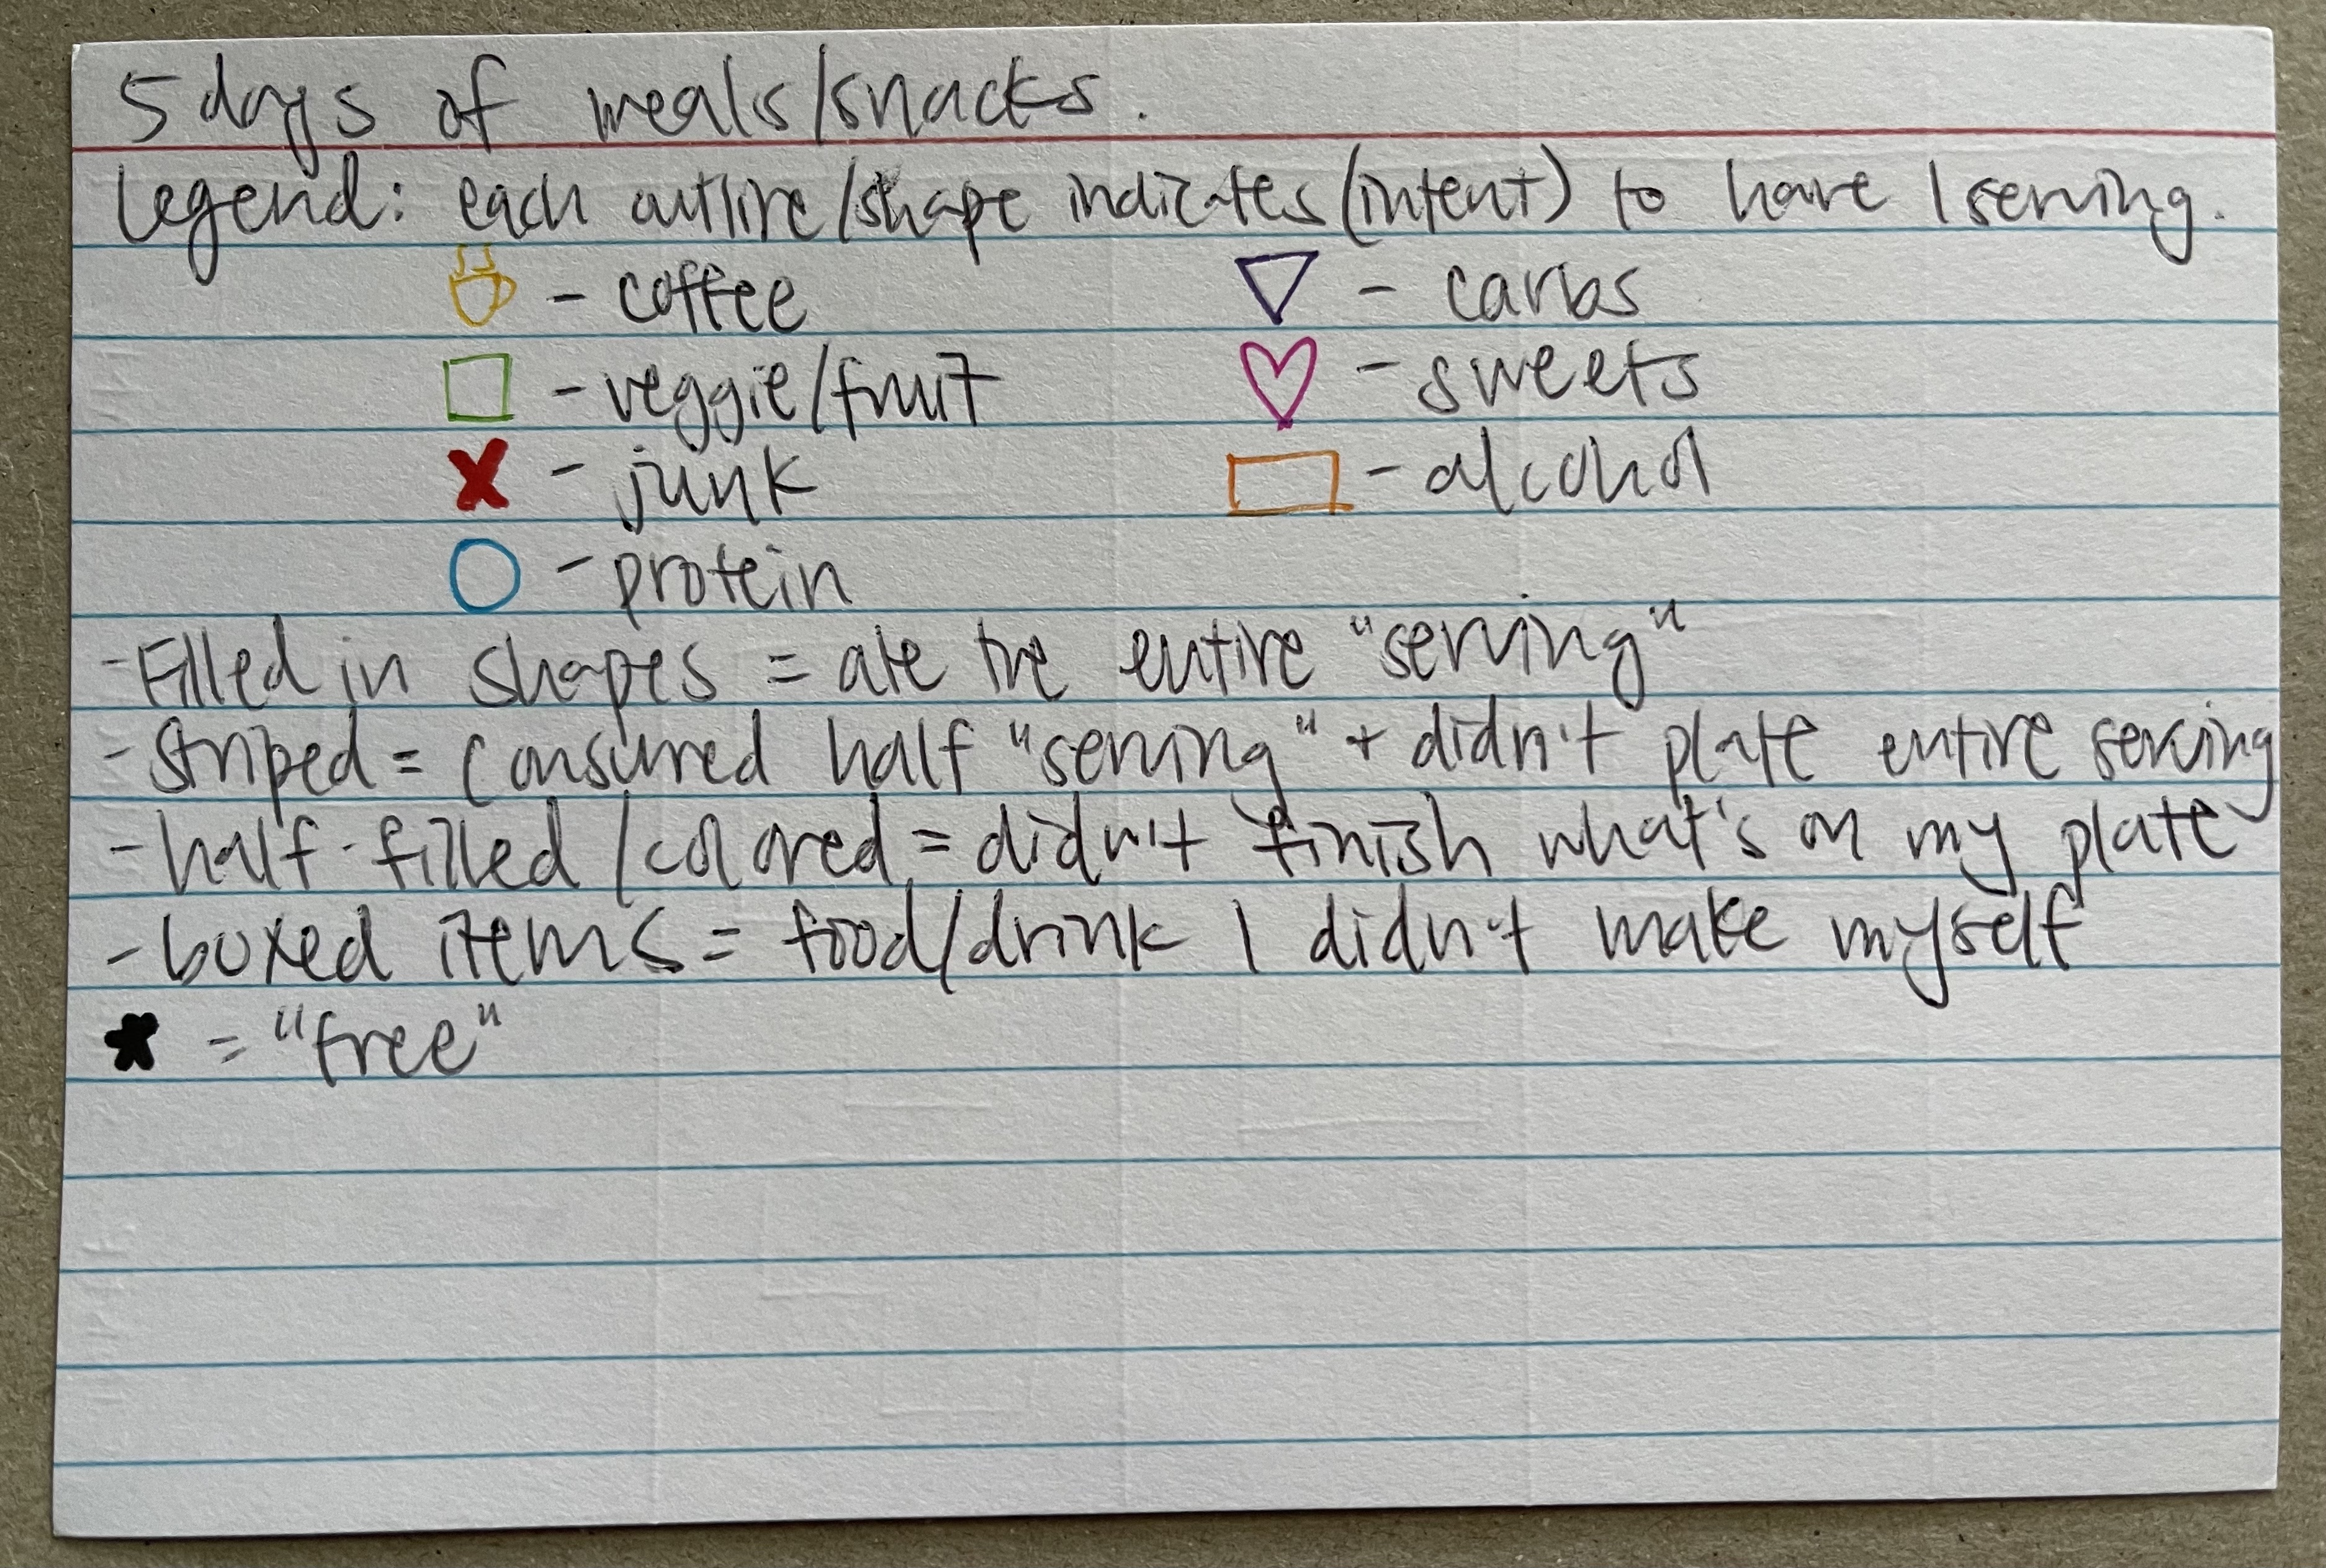 5 days of meals/snacks.
Legend: each outline/shape indicates (intent) to have 1 serving.
- coffee
- carbs
- veggie/fruit
- sweets
- junk
- alcohol
- protein
- Filled in shapes = ate the entire "serving"
- striped = consumed half "serving" + didn't plate entire serving
- half-filled/colored = didn't finish what's on my plate
- boxed items = food/drink I didn't make myself
= "free"